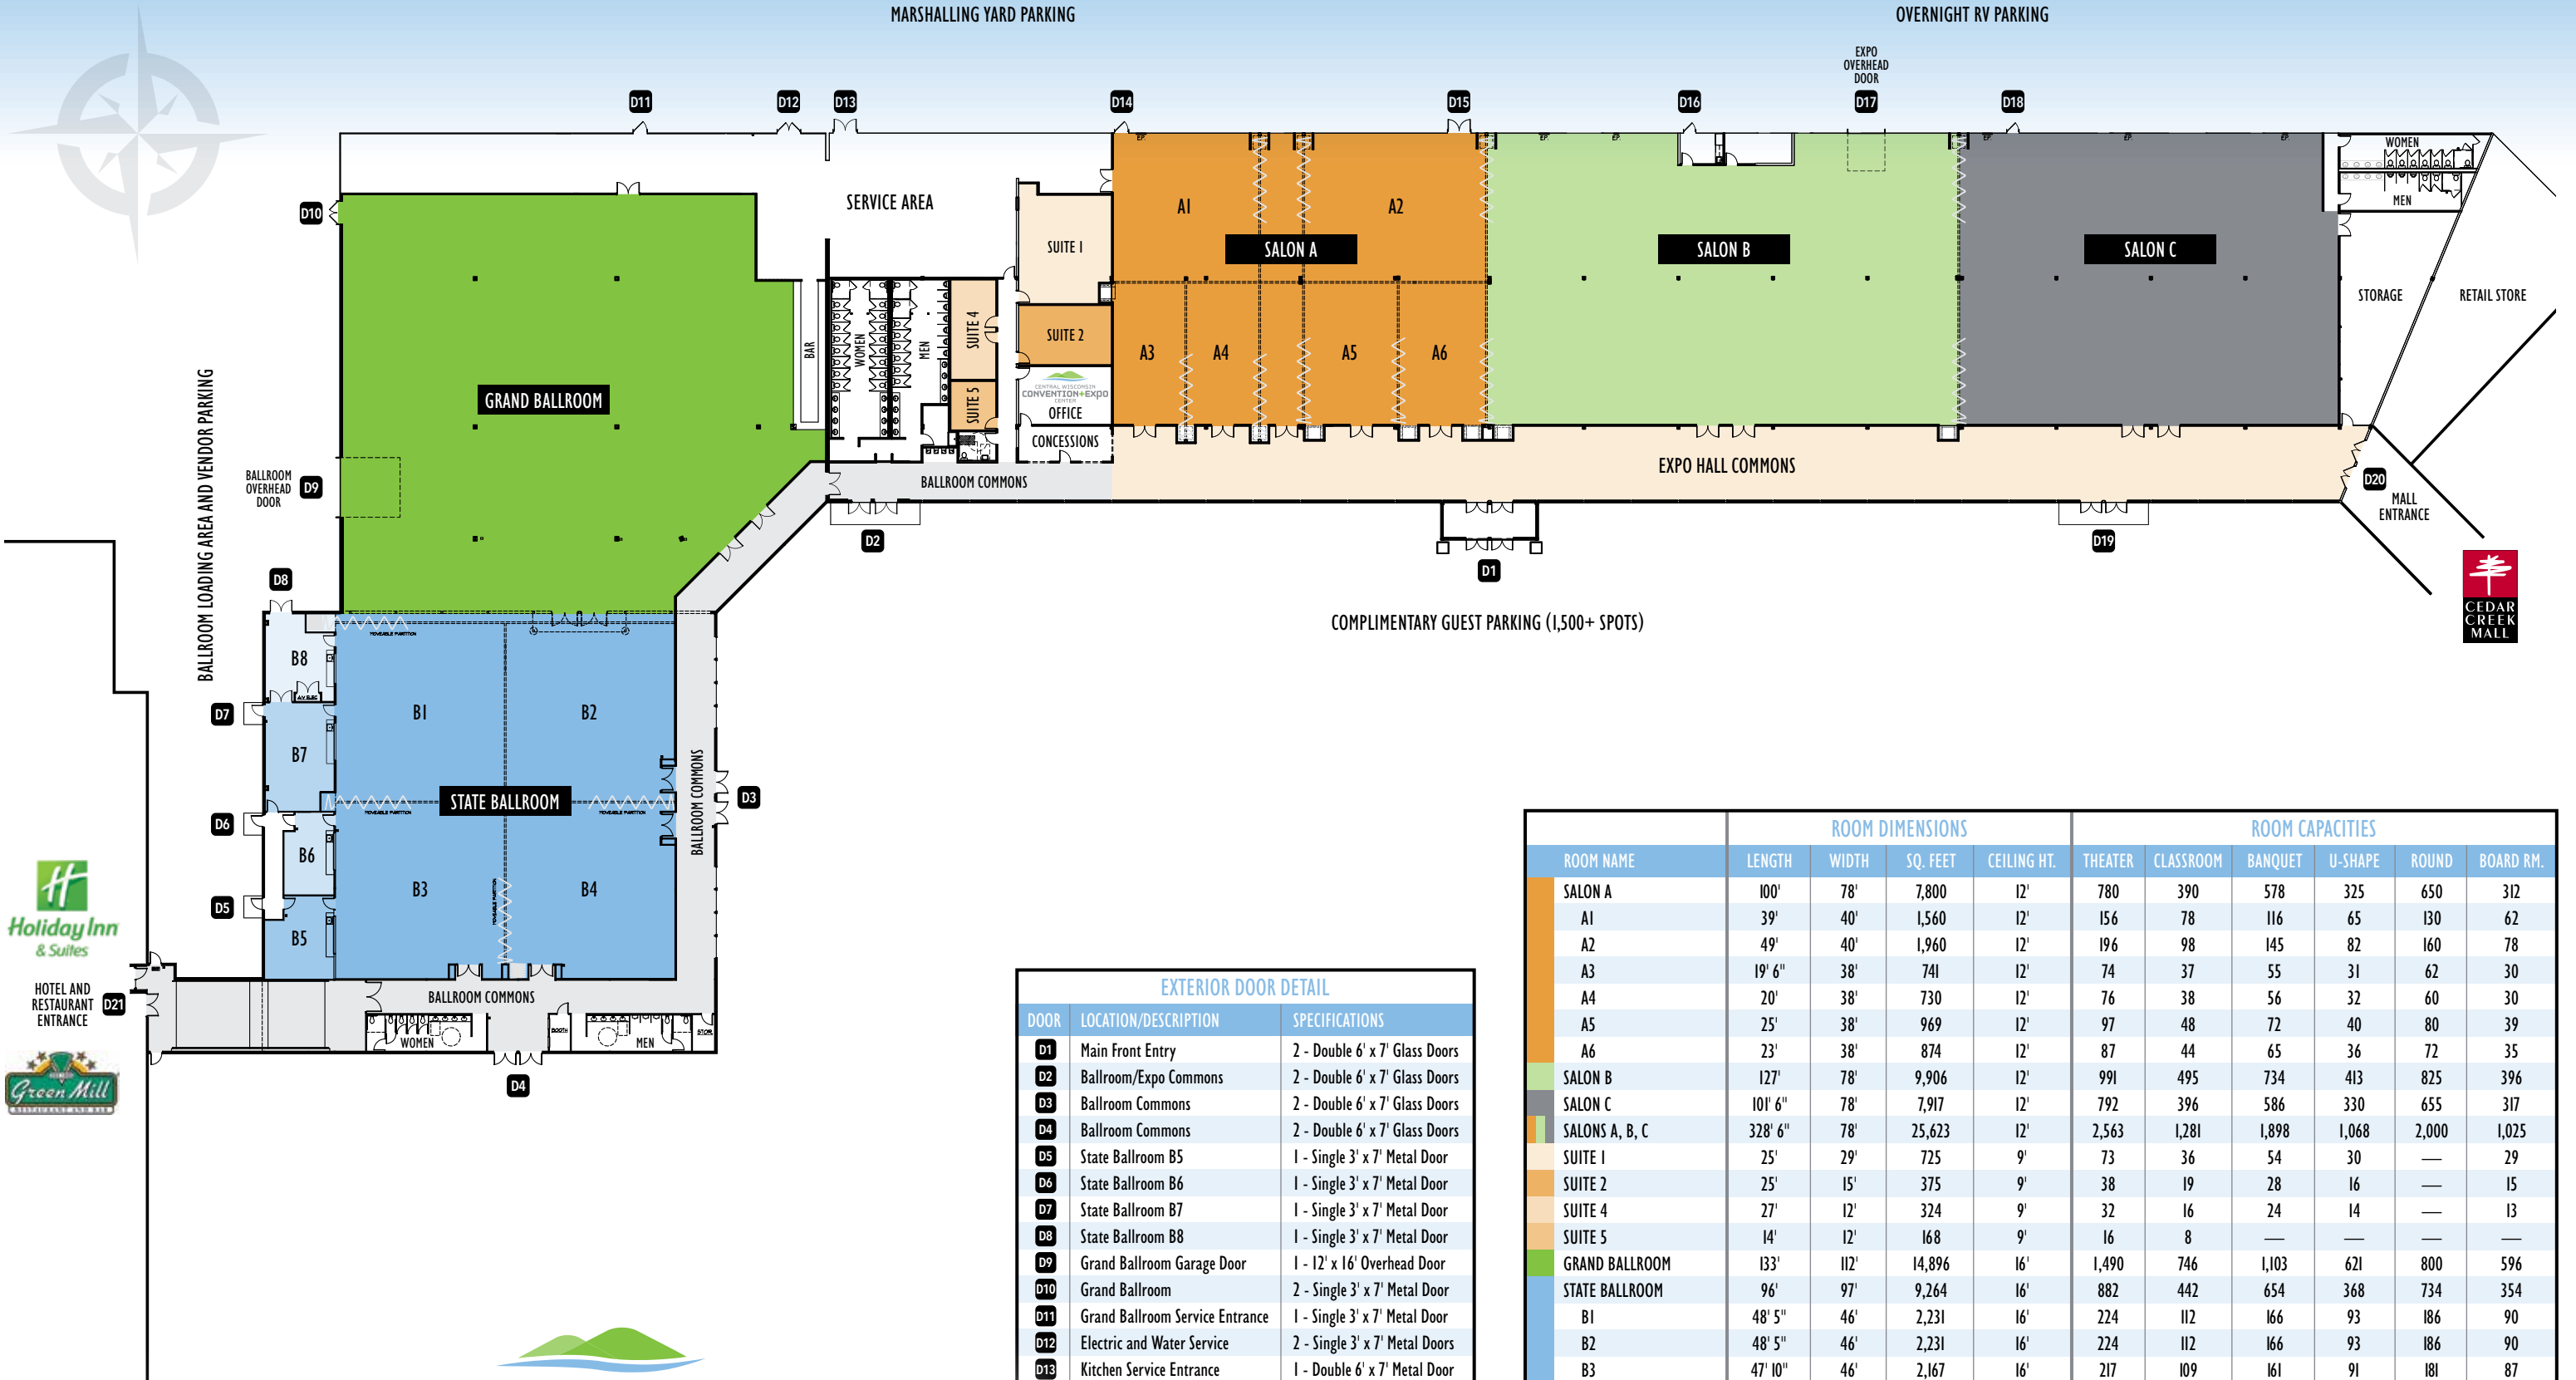 MARSHALLING YARD PARKING
OVERNIGHT RV PARKING
EXPO
OVERHEAD
DOOR
D11
D12
D13
D14
D15
D16
D17
D18
WOMEN
MEN
D10
SERVICE AREA
SUITE 1
A1
A2
SALON A
SALON B
SALON C
STORAGE
RETAIL STORE
BAR
WOMEN
MEN
SUITE 4
SUITE 5
SUITE 2
A3
A4
A5
A6
CENTRAL WISCONSIN
CONVENTION+EXPO
CENTER
OFFICE
CONCESSIONS
GRAND BALLROOM
BALLROOM LOADING AREA AND VENDOR PARKING
BALLROOM
OVERHEAD
DOOR
D9
BALLROOM COMMONS
EXPO HALL COMMONS
D20
MALL
ENTRANCE
D2
D1
D19
COMPLIMENTARY GUEST PARKING (1,500+ SPOTS)
CEDAR
CREEK
MALL
D8
MOVEABLE PARTITION
B8
A/V ELEC
D7
B1
B2
B7
STATE BALLROOM
MOVEABLE PARTITION
MOVEABLE PARTITION
BALLROOM COMMONS
D3
D6
B6
B3
B4
MOVEABLE PARTITION
D5
B5
Holiday Inn
& Suites
HOTEL AND
RESTAURANT
ENTRANCE
D21
BALLROOM COMMONS
WOMEN
BOOTH
MEN
STOR
D4
Green Mill
RESTAURANT AND BAR
EXTERIOR DOOR DETAIL
DOOR LOCATION/DESCRIPTION SPECIFICATIONS
D1 Main Front Entry 2 - Double 6' x 7' Glass Doors
D2 Ballroom/Expo Commons 2 - Double 6' x 7' Glass Doors
D3 Ballroom Commons 2 - Double 6' x 7' Glass Doors
D4 Ballroom Commons 2 - Double 6' x 7' Glass Doors
D5 State Ballroom B5 1 - Single 3' x 7' Metal Door
D6 State Ballroom B6 1 - Single 3' x 7' Metal Door
D7 State Ballroom B7 1 - Single 3' x 7' Metal Door
D8 State Ballroom B8 1 - Single 3' x 7' Metal Door
D9 Grand Ballroom Garage Door 1 - 12' x 16' Overhead Door
D10 Grand Ballroom 2 - Single 3' x 7' Metal Door
D11 Grand Ballroom Service Entrance 1 - Single 3' x 7' Metal Door
D12 Electric and Water Service 2 - Single 3' x 7' Metal Doors
D13 Kitchen Service Entrance 1 - Double 6' x 7' Metal Door
ROOM DIMENSIONS ROOM CAPACITIES
ROOM NAME LENGTH WIDTH SQ. FEET CEILING HT. THEATER CLASSROOM BANQUET U-SHAPE ROUND BOARD RM.
SALON A 100' 78' 7,800 12' 780 390 578 325 650 312
A1 39' 40' 1,560 12' 156 78 116 65 130 62
A2 49' 40' 1,960 12' 196 98 145 82 160 78
A3 19' 6" 38' 741 12' 74 37 55 31 62 30
A4 20' 38' 730 12' 76 38 56 32 60 30
A5 25' 38' 969 12' 97 48 72 40 80 39
A6 23' 38' 874 12' 87 44 65 36 72 35
SALON B 127' 78' 9,906 12' 991 495 734 413 825 396
SALON C 101' 6" 78' 7,917 12' 792 396 586 330 655 317
SALONS A, B, C 328' 6" 78' 25,623 12' 2,563 1,281 1,898 1,068 2,000 1,025
SUITE 1 25' 29' 725 9' 73 36 54 30 — 29
SUITE 2 25' 15' 375 9' 38 19 28 16 — 15
SUITE 4 27' 12' 324 9' 32 16 24 14 — 13
SUITE 5 14' 12' 168 9' 16 8 — — — —
GRAND BALLROOM 133' 112' 14,896 16' 1,490 746 1,103 621 800 596
STATE BALLROOM 96' 97' 9,264 16' 882 442 654 368 734 354
B1 48' 5" 46' 2,231 16' 224 112 166 93 186 90
B2 48' 5" 46' 2,231 16' 224 112 166 93 186 90
B3 47' 10" 46' 2,167 16' 217 109 161 91 181 87